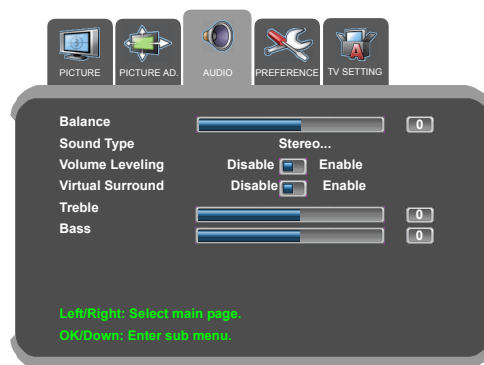 PICTURE PICTURE AD. AUDIO PREFERENCE TV SETTING
Balance 0
Sound Type Stereo...
Volume Leveling Disable Enable
Virtual Surround Disable Enable
Treble 0
Bass 0
Left/Right: Select main page.
OK/Down: Enter sub menu.